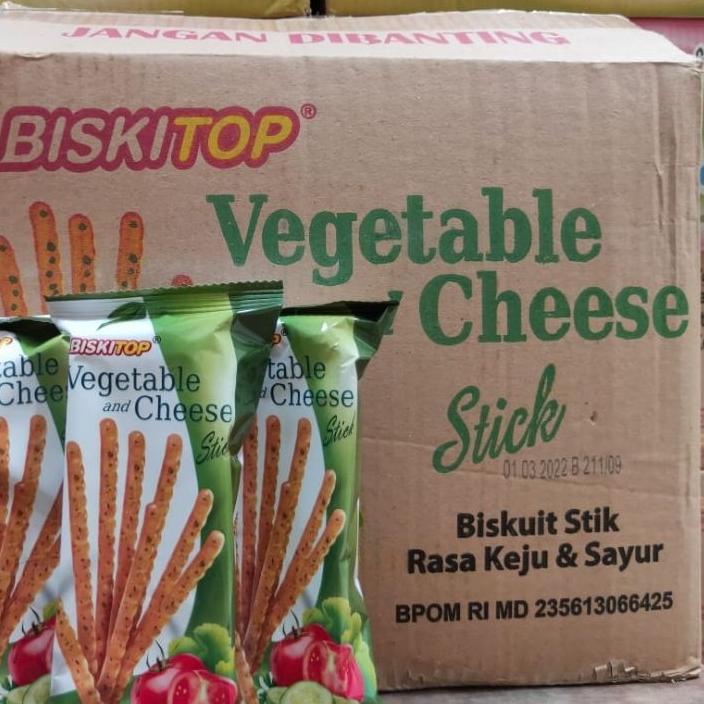 JANGAN DIBANTING
BISKITOP®
Vegetable
Cheese
Stick
01 03 2022 B 211/09
Biskuit Stik
Rasa Keju & Sayur
BPOM RI MD 235613066425
BISKITOP®
Vegetable
and Cheese
Stick
table
Cheese
Stick
table
Chee